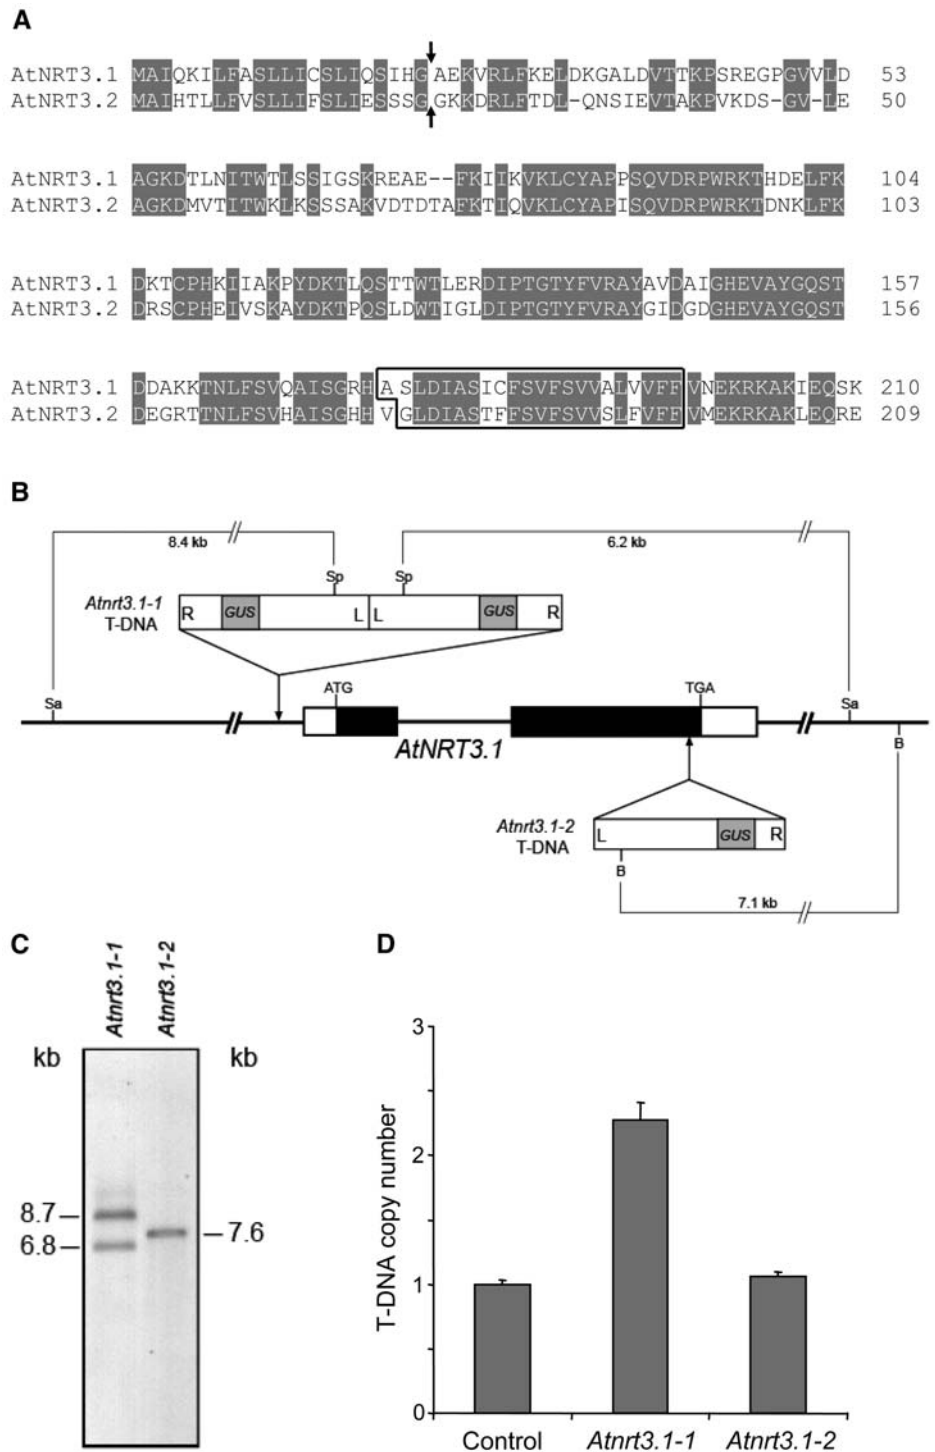 A
AtNRT3.1 MAIQKILFASLLICSLIQSIHGAEKVRLFKELDKGALDVTTKPSREGPGVVLD 53
AtNRT3.2 MAIHTLLFVSLLIFSLIESSSGGKKDRLFTDL-QNSIEVTAKPVKDS-GV-LE 50
AtNRT3.1 AGKDTLNITWTLSSIGSKREAE--FKIIKVKLCYAPPSQVDRPWRKTHDELFK 104
AtNRT3.2 AGKDMVTITWKLKSSSAKVDTDTAFKTIQVKLCYAPISQVDRPWRKTDNKLFK 103
AtNRT3.1 DKTCPHKIIAKPYDKTLQSTTWTLERDIPTGTYFVRAYAVDAIGHEVAYGQST 157
AtNRT3.2 DRSCPHEIVSKAYDKTPQSLDWTIGLDIPTGTYFVRAYGIDGDGHEVAYGQST 156
AtNRT3.1 DDAKKTNLFSVQAISGRHASLDIASICFSVFSVVALVVFFVNEKRKAKIEQSK 210
AtNRT3.2 DEGRTTNLFSVHAISGHHVGLDIASTFFSVFSVVSLFVFFVMEKRKAKLEQRE 209
B
8.4 kb
6.2 kb
Sp
Sp
Atnrt3.1-1
T-DNA
R
GUS
L
L
GUS
R
Sa
ATG
TGA
Sa
AtNRT3.1
B
Atnrt3.1-2
T-DNA
L
GUS
R
B
7.1 kb
C
Atnrt3.1-1
Atnrt3.1-2
kb
kb
8.7
6.8
7.6
D
T-DNA copy number
3
2
1
0
Control
Atnrt3.1-1
Atnrt3.1-2